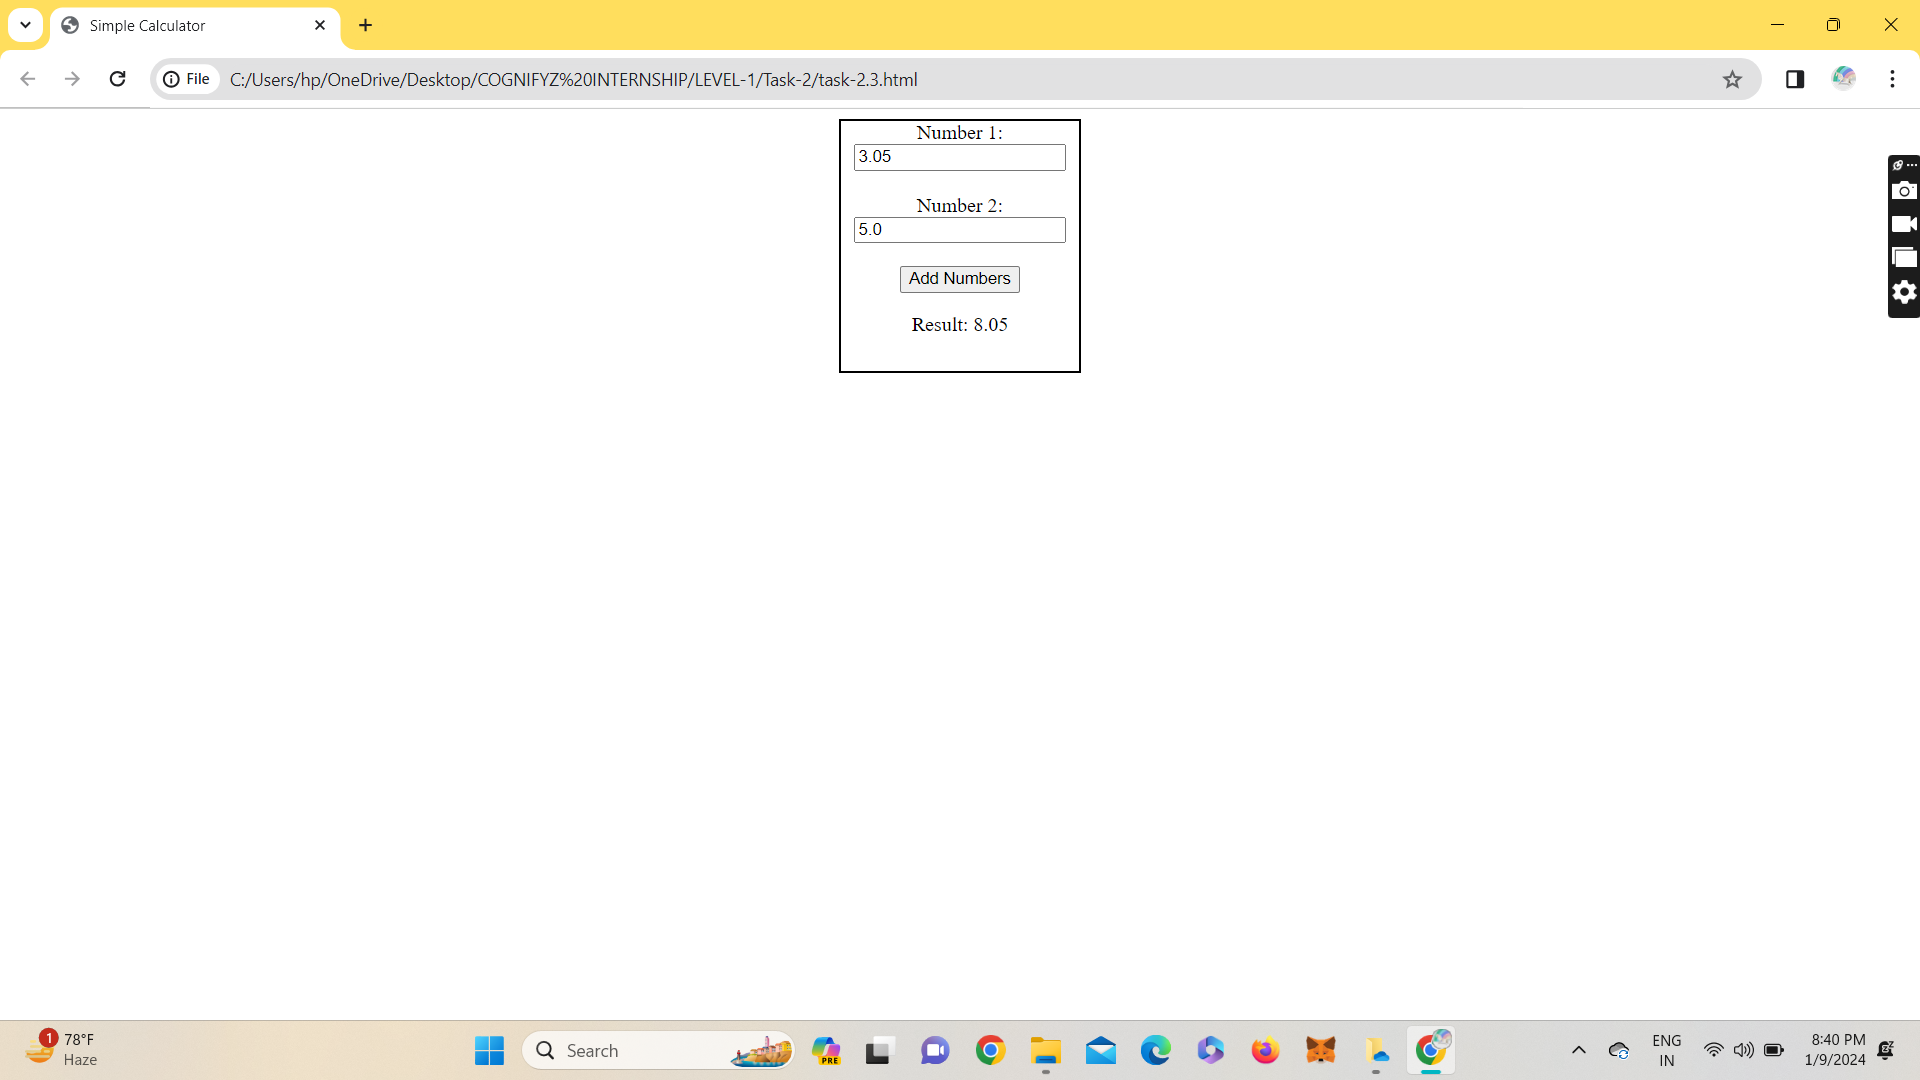 Simple Calculator
File
C:/Users/hp/OneDrive/Desktop/COGNIFYZ%20INTERNSHIP/LEVEL-1/Task-2/task-2.3.html
Number 1:
3.05
Number 2:
5.0
Add Numbers
Result: 8.05
1
78°F
Haze
Search
PRE
ENG
IN
8:40 PM
1/9/2024